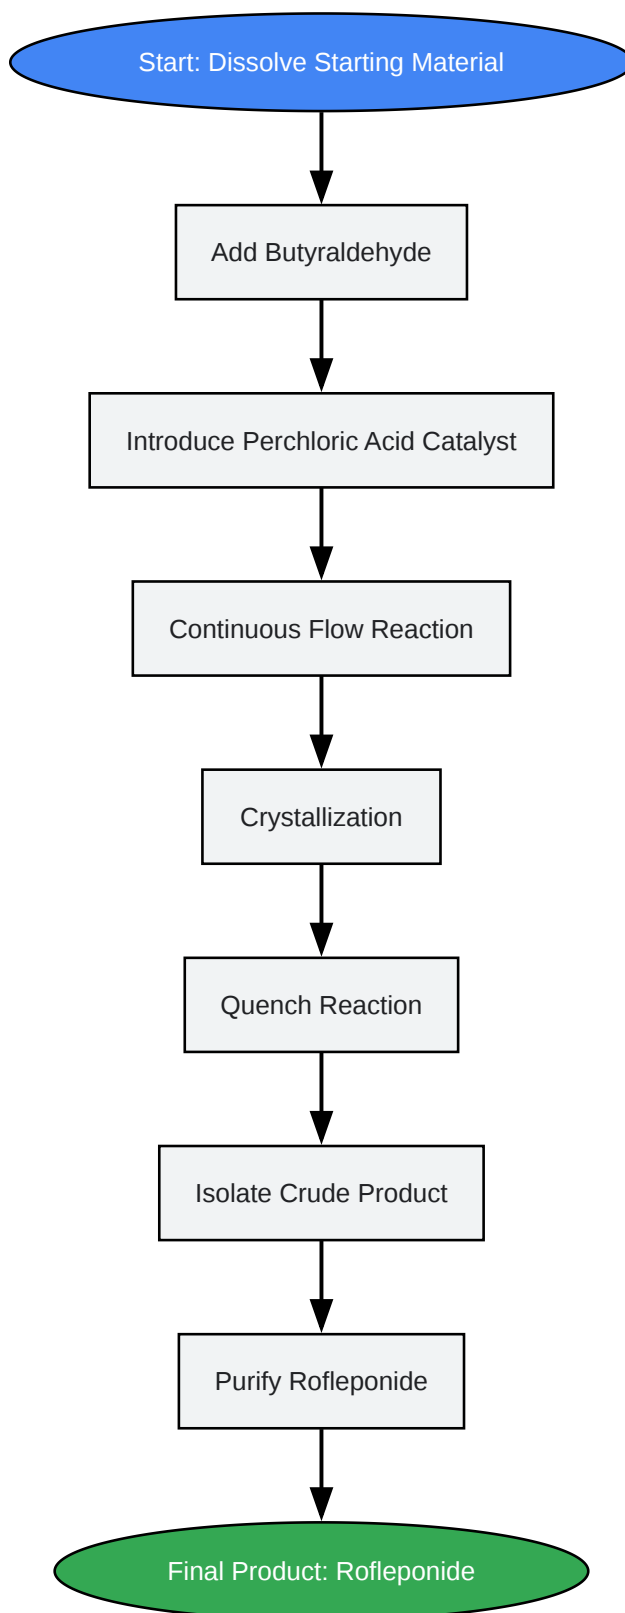 Start: Dissolve Starting Material
Add Butyraldehyde
Introduce Perchloric Acid Catalyst
Continuous Flow Reaction
Crystallization
Quench Reaction
Isolate Crude Product
Purify Rofleponide
Final Product: Rofleponide